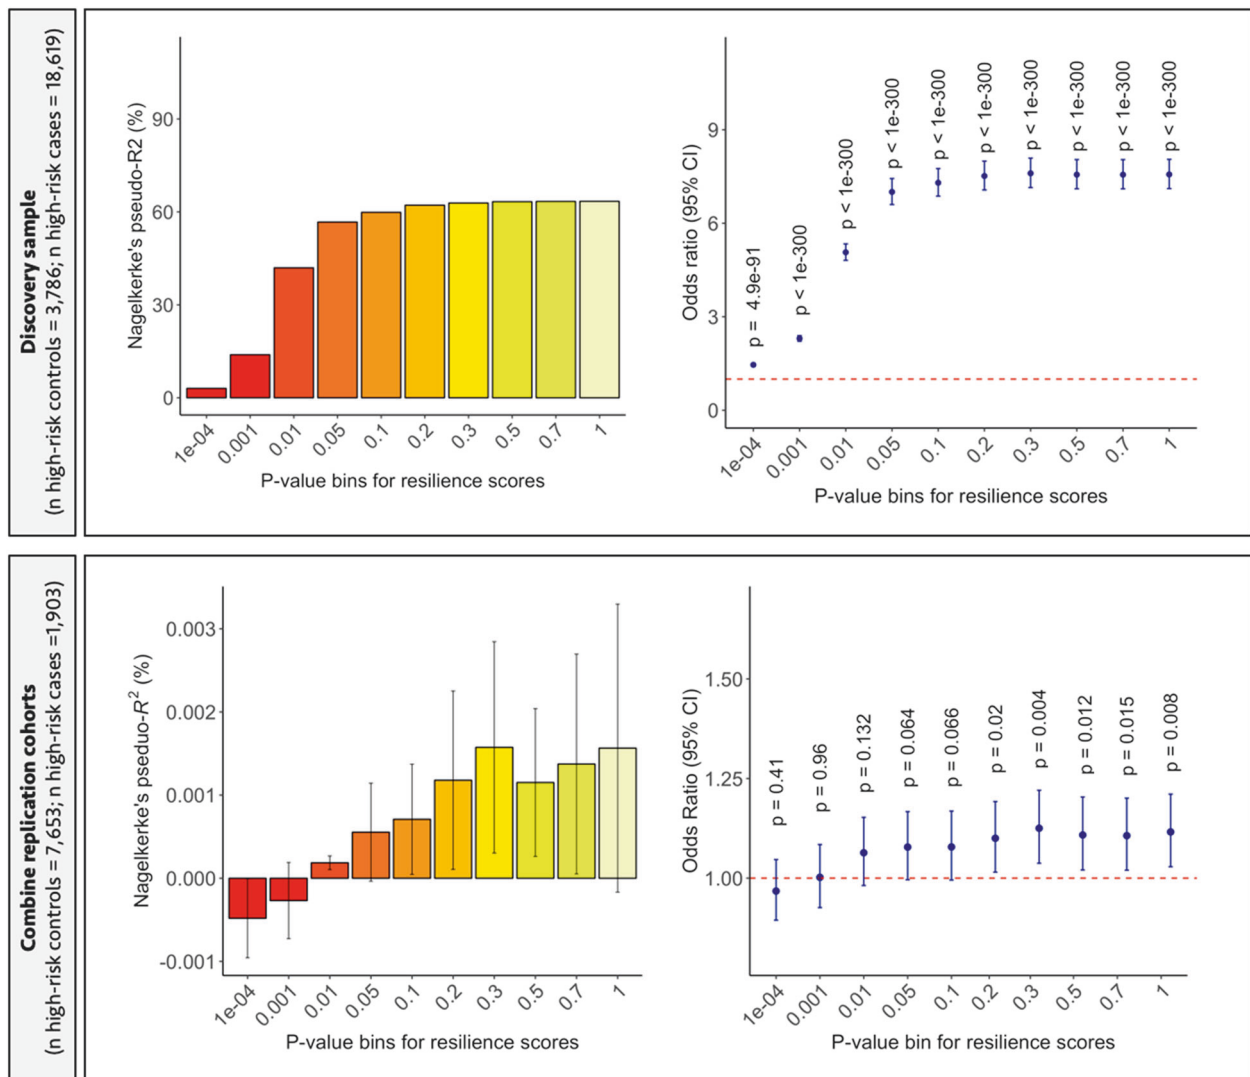 Discovery sample
(n high-risk controls = 3,786; n high-risk cases = 18,619)
Nagelkerke's pseudo-R2 (%)
90
60
30
0
1e-04
0.001
0.01
0.05
0.1
0.2
0.3
0.5
0.7
1
P-value bins for resilience scores
Odds ratio (95% CI)
9
6
3
0
p = 4.9e-91
p < 1e-300
p < 1e-300
p < 1e-300
p < 1e-300
p < 1e-300
p < 1e-300
p < 1e-300
p < 1e-300
p < 1e-300
1e-04
0.001
0.01
0.05
0.1
0.2
0.3
0.5
0.7
1
P-value bins for resilience scores
Combine replication cohorts
(n high-risk controls = 7,653; n high-risk cases =1,903)
Nagelkerke's pseduo-R² (%)
0.003
0.002
0.001
0.000
-0.001
1e-04
0.001
0.01
0.05
0.1
0.2
0.3
0.5
0.7
1
P-value bins for resilience scores
Odds Ratio (95% CI)
1.50
1.25
1.00
p = 0.41
p = 0.96
p = 0.132
p = 0.064
p = 0.066
p = 0.02
p = 0.004
p = 0.012
p = 0.015
p = 0.008
1e-04
0.001
0.01
0.05
0.1
0.2
0.3
0.5
0.7
1
P-value bin for resilience scores